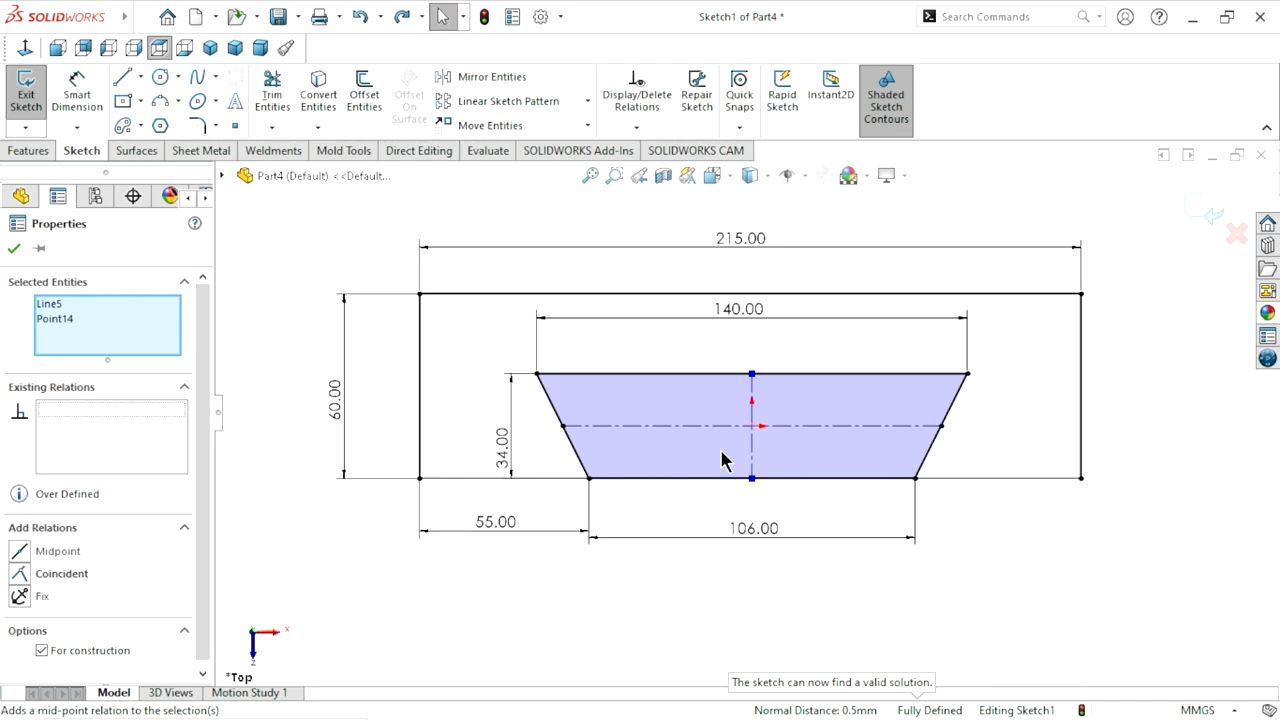 SOLIDWORKS
Sketch1 of Part4 *
Search Commands
Exit Sketch
Smart Dimension
Trim Entities
Convert Entities
Offset Entities
Offset On Surface
Mirror Entities
Linear Sketch Pattern
Move Entities
Display/Delete Relations
Repair Sketch
Quick Snaps
Rapid Sketch
Instant2D
Shaded Sketch Contours
Features
Sketch
Surfaces
Sheet Metal
Weldments
Mold Tools
Direct Editing
Evaluate
SOLIDWORKS Add-Ins
SOLIDWORKS CAM
Part4 (Default) <<Default...
Properties
Selected Entities
Line5
Point14
Existing Relations
Over Defined
Add Relations
Midpoint
Coincident
Fix
Options
For construction
215.00
140.00
60.00
34.00
55.00
106.00
x
z
*Top
The sketch can now find a valid solution.
Model
3D Views
Motion Study 1
Adds a mid-point relation to the selection(s)
Normal Distance: 0.5mm
Fully Defined
Editing Sketch1
MMGS